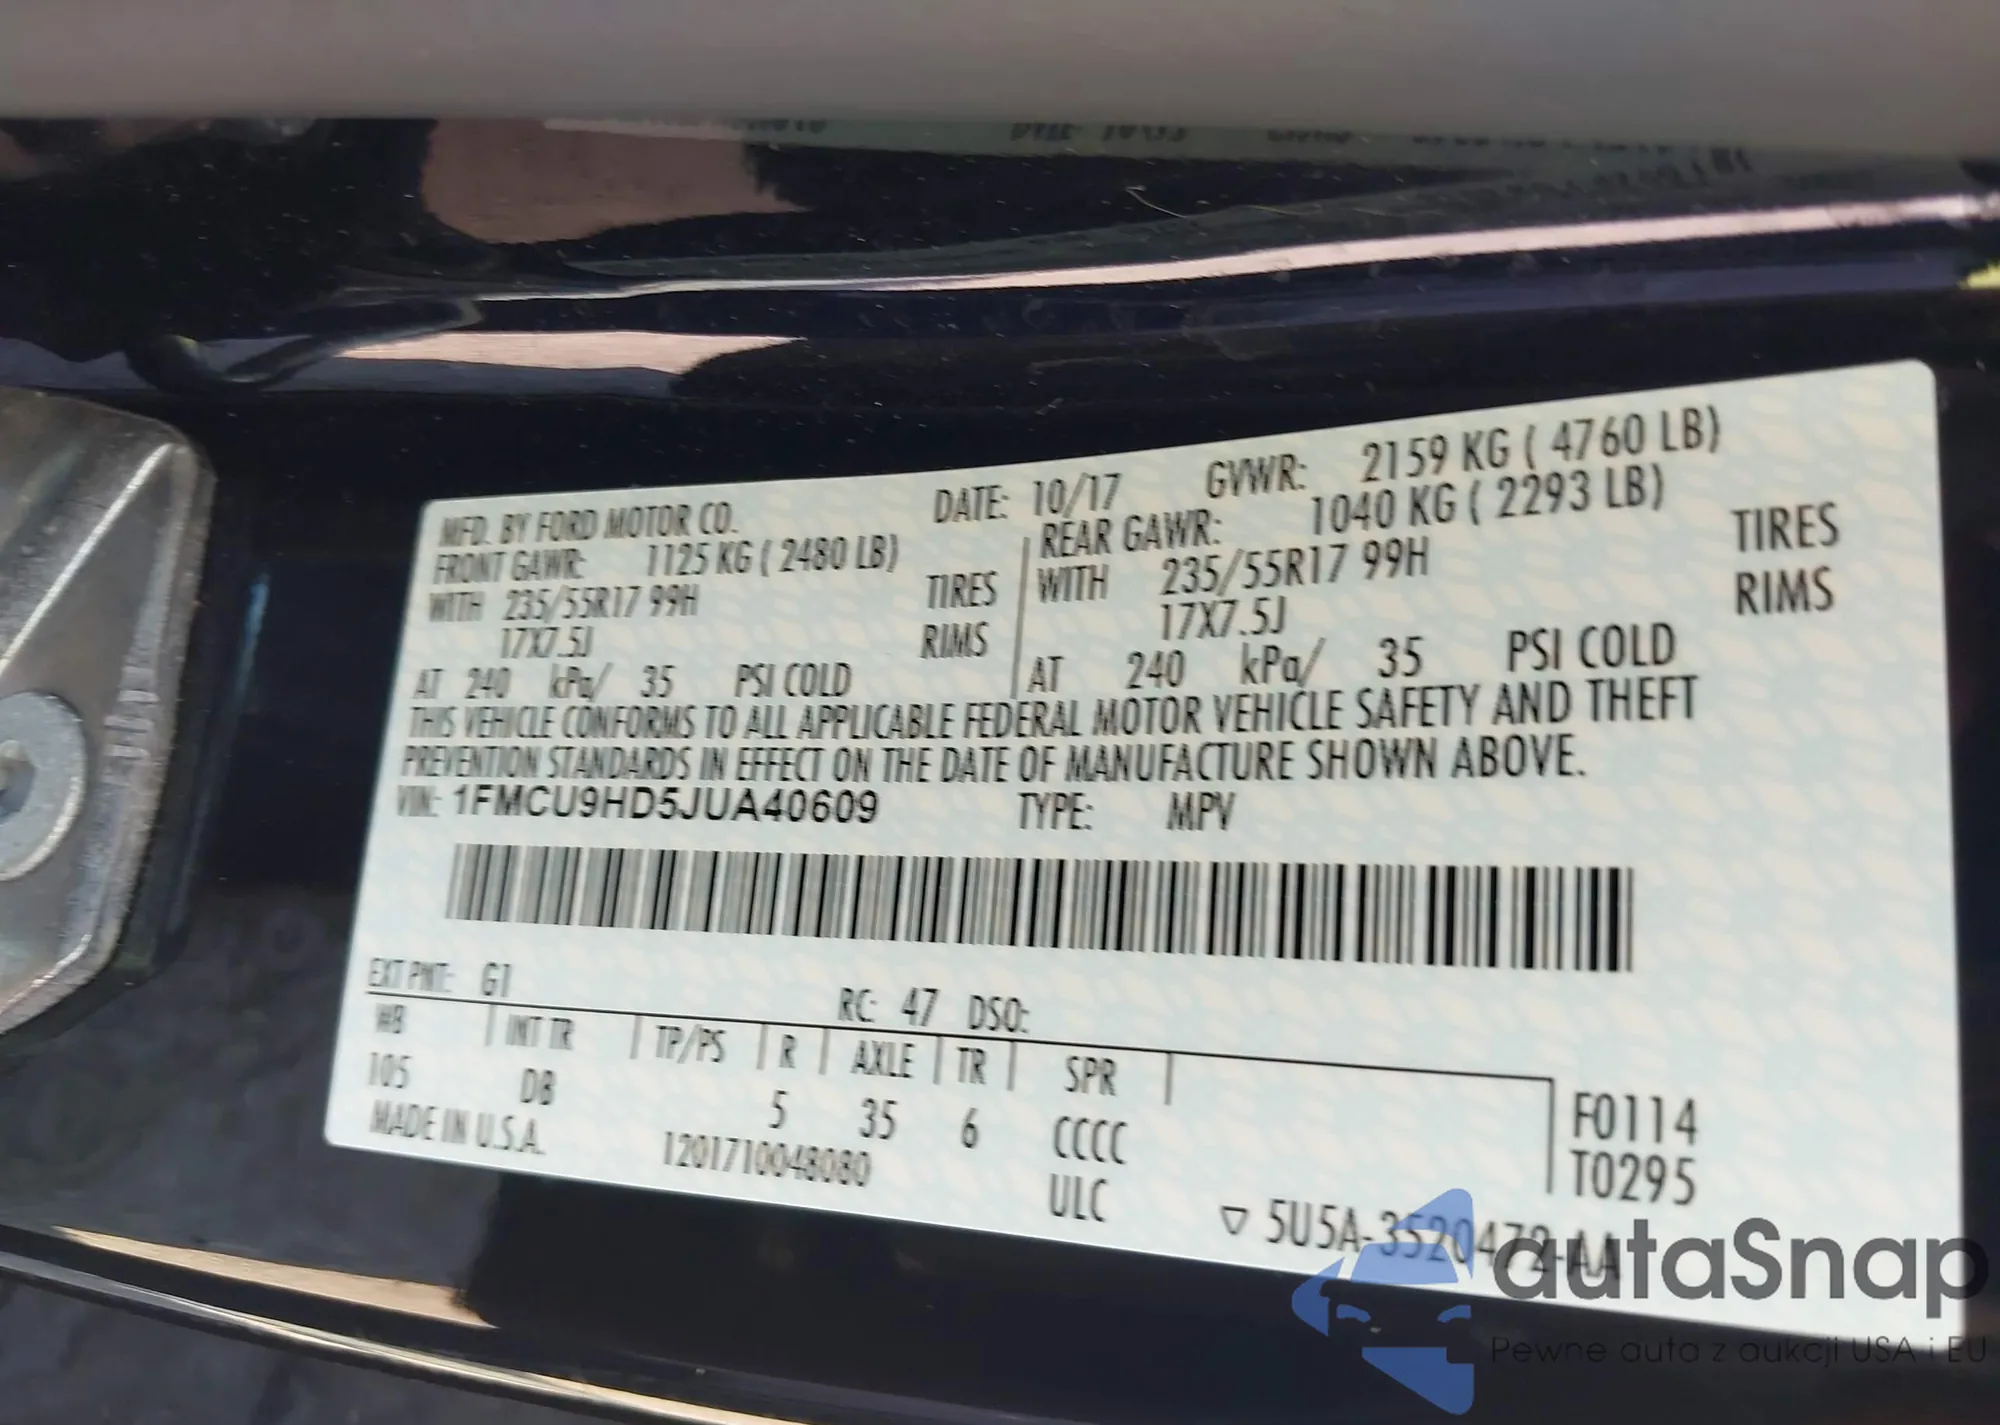 MFD. BY FORD MOTOR CO. DATE: 10/17 GVWR: 2159 KG ( 4760 LB)
FRONT GAWR: 1125 KG ( 2480 LB) REAR GAWR: 1040 KG ( 2293 LB)
WITH 235/55R17 99H TIRES WITH 235/55R17 99H TIRES
17X7.5J RIMS 17X7.5J RIMS
AT 240 kPa/ 35 PSI COLD AT 240 kPa/ 35 PSI COLD
THIS VEHICLE CONFORMS TO ALL APPLICABLE FEDERAL MOTOR VEHICLE SAFETY AND THEFT
PREVENTION STANDARDS IN EFFECT ON THE DATE OF MANUFACTURE SHOWN ABOVE.
VIN: 1FMCU9HD5JUA40609 TYPE: MPV
EXT PNT: G1 RC: 47 DSO:
WB INT TR TP/PS R AXLE TR SPR
105 DB 5 35 6 CCCC F0114
MADE IN U.S.A. 1201710048080 ULC T0295
▽ 5U5A-3520472-AA
autaSnap
Pewne auta z aukcji USA i EU